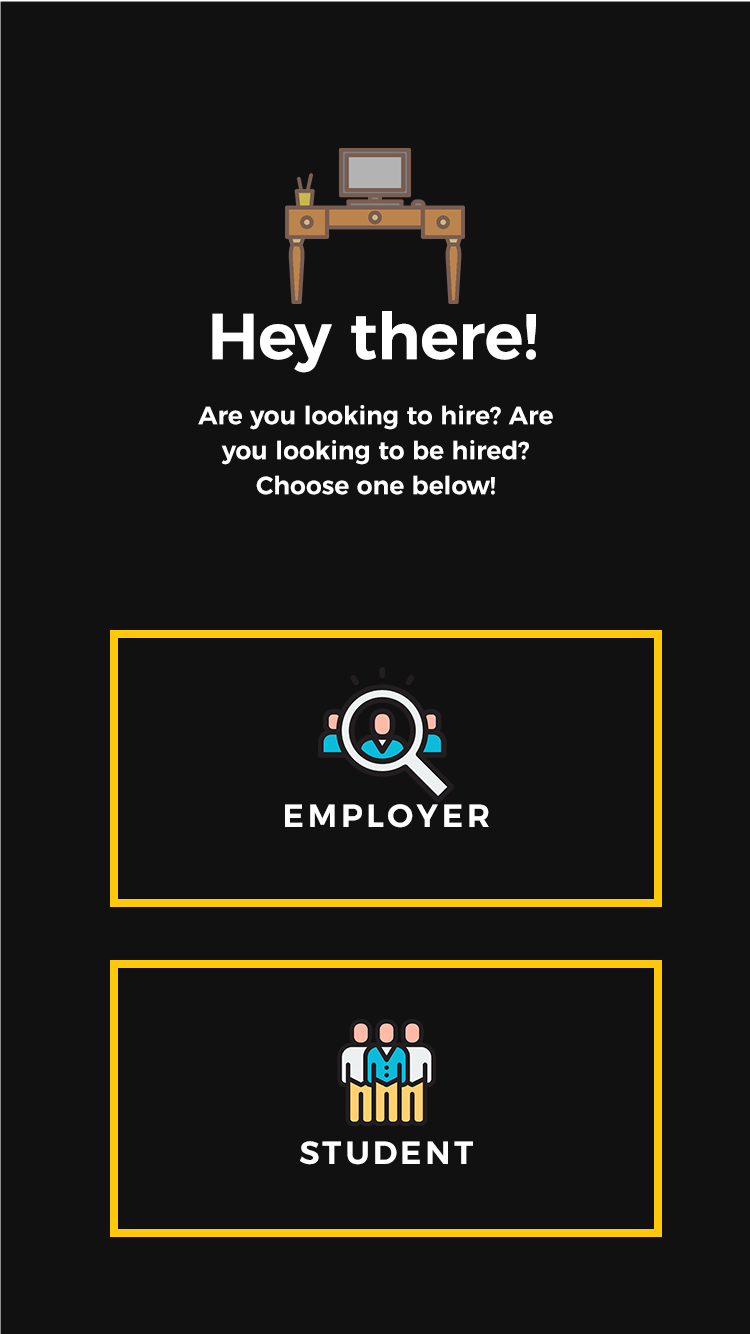 Hey there!
Are you looking to hire? Are
you looking to be hired?
Choose one below!
EMPLOYER
STUDENT